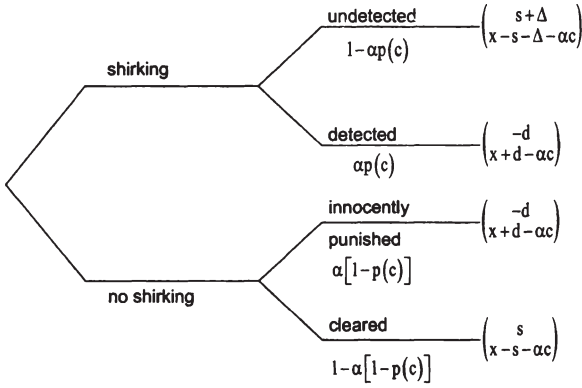 undetected
1-αp(c)
(s+Δ
x-s-Δ-αc)
shirking
detected
αp(c)
(-d
x+d-αc)
innocently
punished
α[1-p(c)]
(-d
x+d-αc)
no shirking
cleared
1-α[1-p(c)]
(s
x-s-αc)